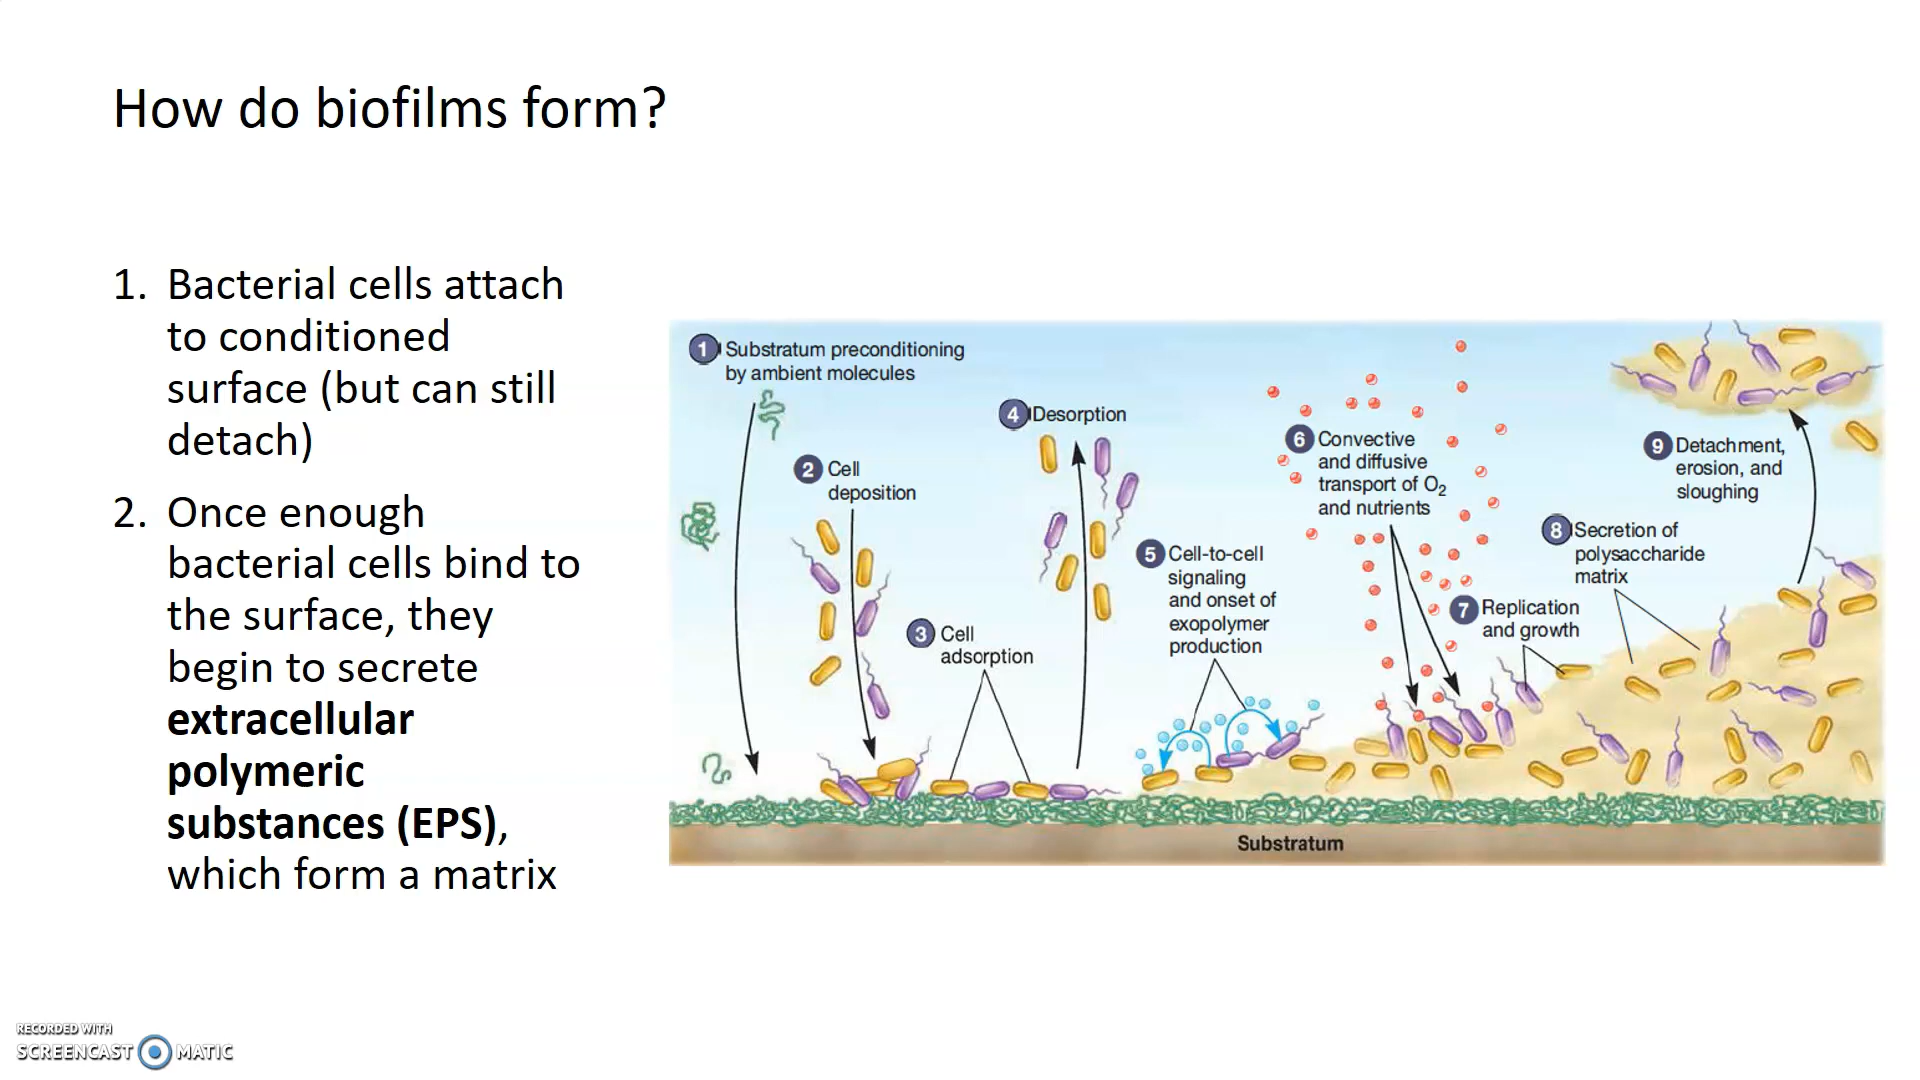 How do biofilms form?
1. Bacterial cells attach
to conditioned
surface (but can still
detach)
2. Once enough
bacterial cells bind to
the surface, they
begin to secrete
extracellular
polymeric
substances (EPS),
which form a matrix
1 Substratum preconditioning
by ambient molecules
2 Cell
deposition
3 Cell
adsorption
4 Desorption
5 Cell-to-cell
signaling
and onset of
exopolymer
production
6 Convective
and diffusive
transport of O2
and nutrients
7 Replication
and growth
8 Secretion of
polysaccharide
matrix
9 Detachment,
erosion, and
sloughing
Substratum
RECORDED WITH
SCREENCAST MATIC